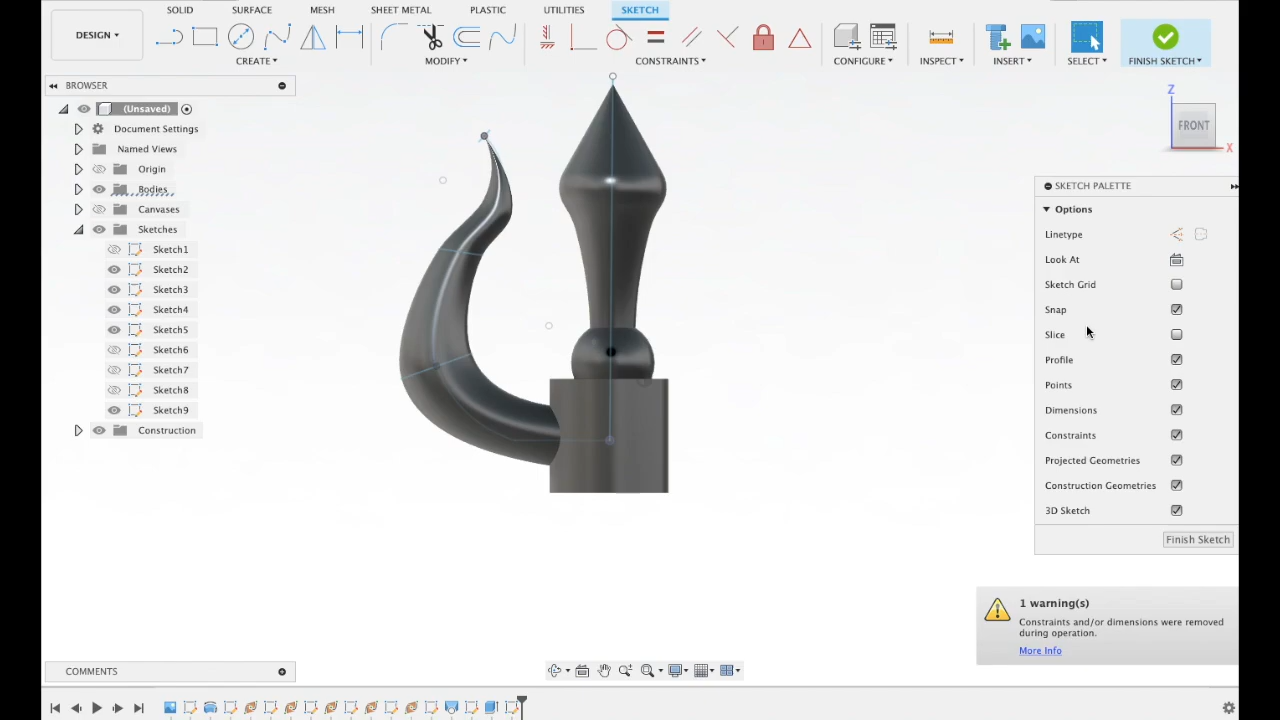 SOLID SURFACE MESH SHEET METAL PLASTIC UTILITIES SKETCH
DESIGN
CREATE MODIFY CONSTRAINTS CONFIGURE INSPECT INSERT SELECT FINISH SKETCH
BROWSER
(Unsaved)
Document Settings
Named Views
Origin
Bodies
Canvases
Sketches
Sketch1
Sketch2
Sketch3
Sketch4
Sketch5
Sketch6
Sketch7
Sketch8
Sketch9
Construction
Z
FRONT
X
SKETCH PALETTE
Options
Linetype
Look At
Sketch Grid
Snap
Slice
Profile
Points
Dimensions
Constraints
Projected Geometries
Construction Geometries
3D Sketch
Finish Sketch
1 warning(s)
Constraints and/or dimensions were removed
during operation.
More Info
COMMENTS